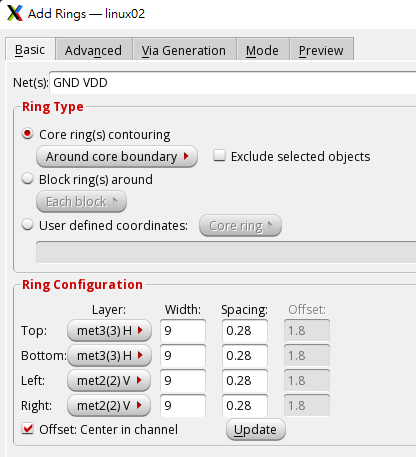 Add Rings — linux02
Basic Advanced Via Generation Mode Preview
Net(s): GND VDD
Ring Type
Core ring(s) contouring
Around core boundary Exclude selected objects
Block ring(s) around
Each block
User defined coordinates: Core ring
Ring Configuration
Layer: Width: Spacing: Offset:
Top: met3(3) H 9 0.28 1.8
Bottom: met3(3) H 9 0.28 1.8
Left: met2(2) V 9 0.28 1.8
Right: met2(2) V 9 0.28 1.8
Offset: Center in channel Update